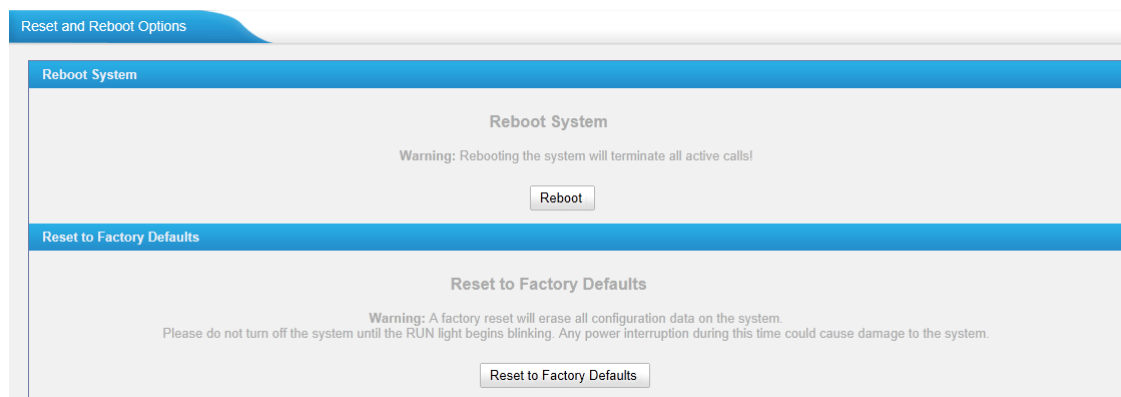 Reset and Reboot Options
Reboot System
Reboot System
Warning: Rebooting the system will terminate all active calls!
Reboot
Reset to Factory Defaults
Reset to Factory Defaults
Warning: A factory reset will erase all configuration data on the system.
Please do not turn off the system until the RUN light begins blinking. Any power interruption during this time could cause damage to the system.
Reset to Factory Defaults